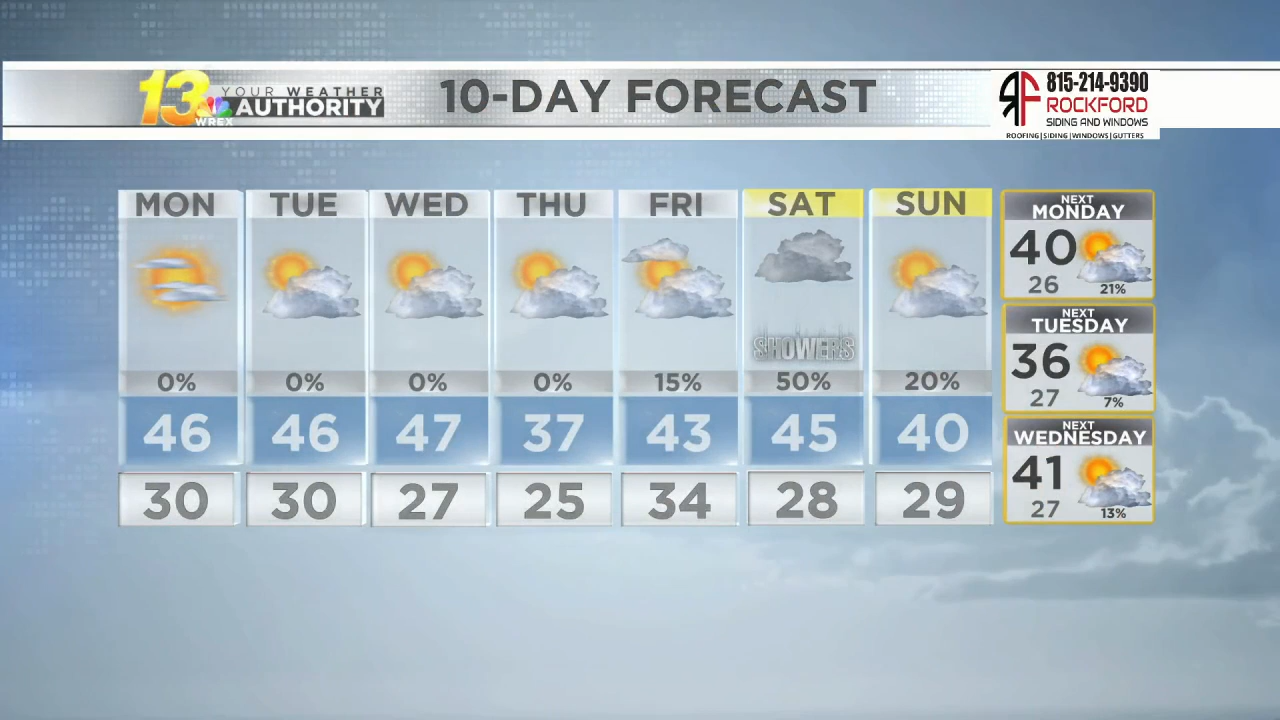 13
WREX
YOUR WEATHER
AUTHORITY
10-DAY FORECAST
RF
815-214-9390
ROCKFORD
SIDING AND WINDOWS
ROOFING|SIDING|WINDOWS|GUTTERS
MON TUE WED THU FRI SAT SUN
SHOWERS
0% 0% 0% 0% 15% 50% 20%
46 46 47 37 43 45 40
30 30 27 25 34 28 29
NEXT
MONDAY
40
26 21%
NEXT
TUESDAY
36
27 7%
NEXT
WEDNESDAY
41
27 13%